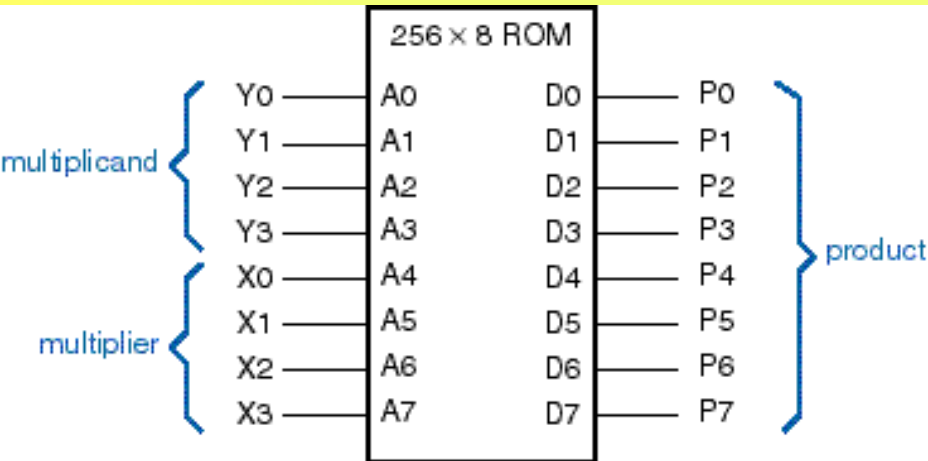 256 × 8 ROM
Y0 A0 D0 P0
Y1 A1 D1 P1
multiplicand
Y2 A2 D2 P2
Y3 A3 D3 P3
product
X0 A4 D4 P4
X1 A5 D5 P5
multiplier
X2 A6 D6 P6
X3 A7 D7 P7